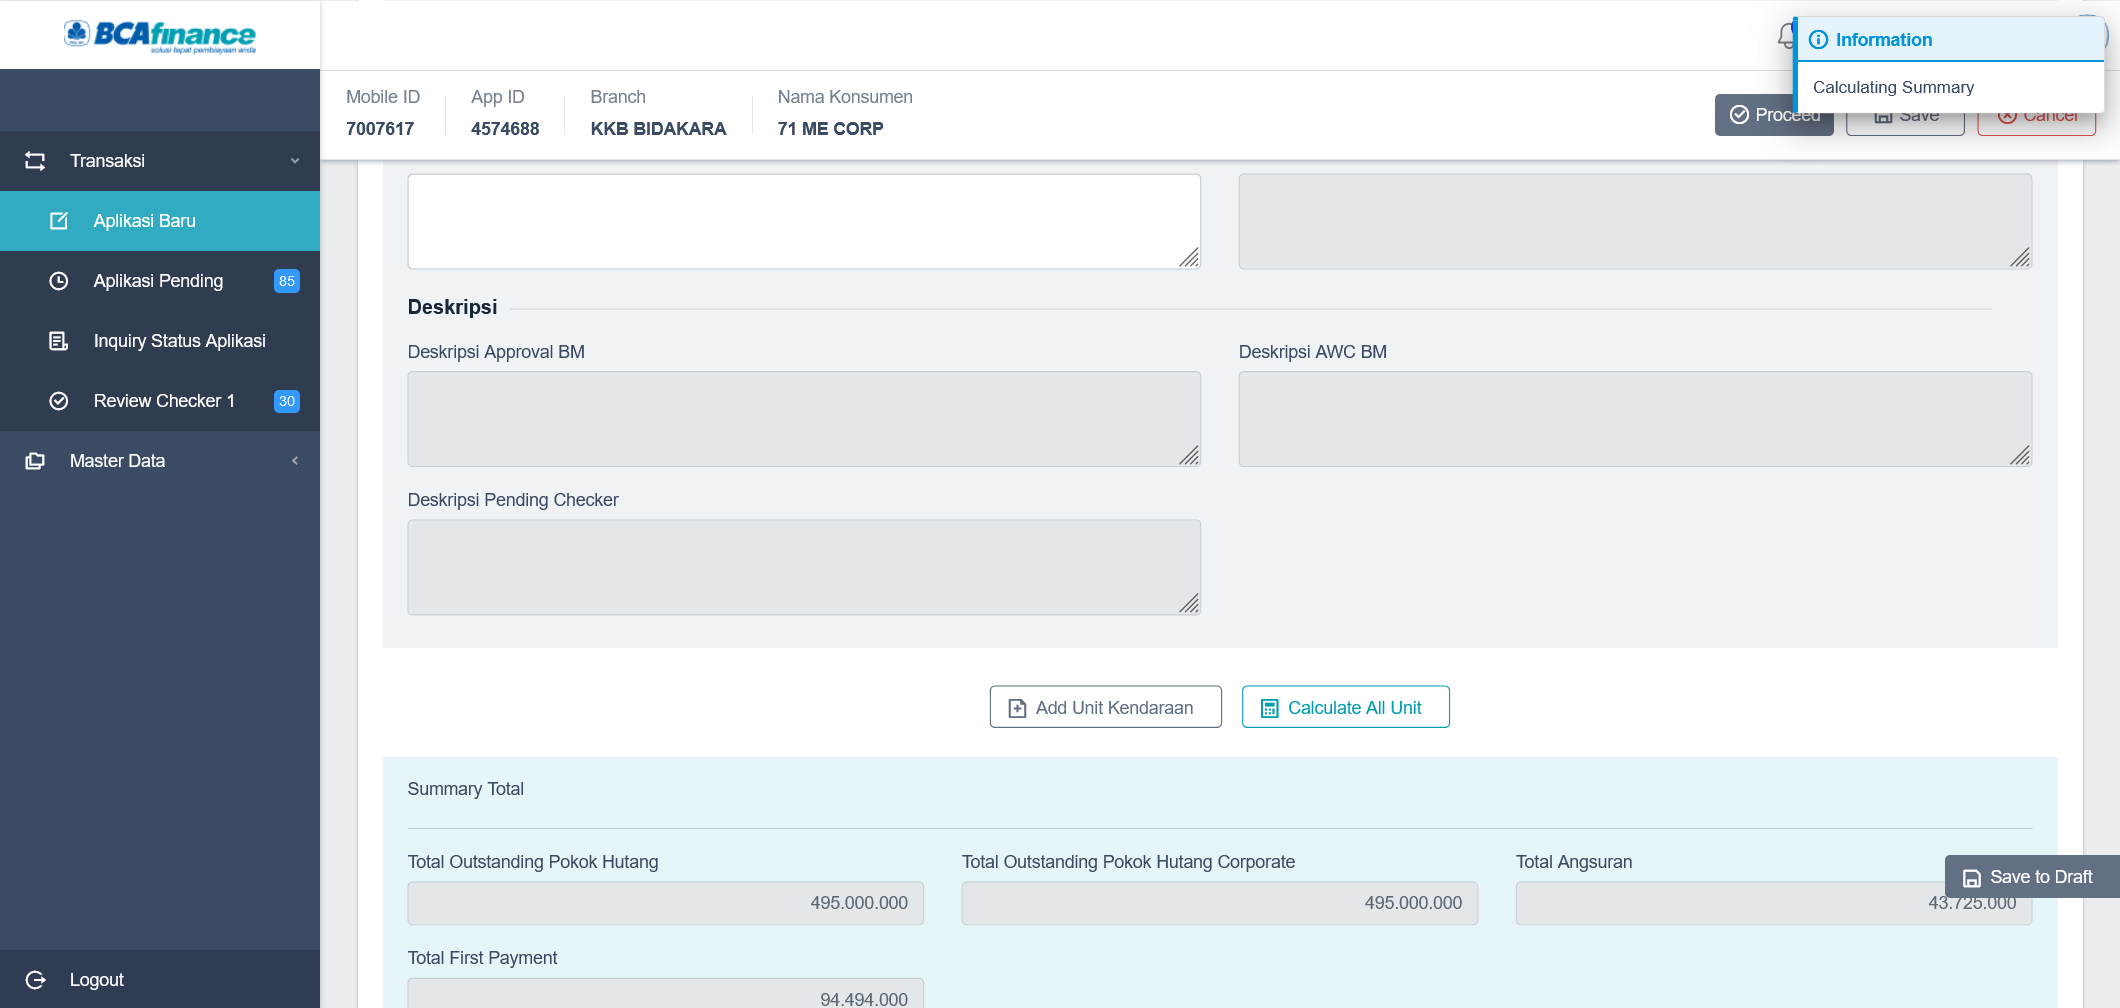 BCAfinance
solusi tepat pembiayaan anda
Information
Calculating Summary
Mobile ID
7007617
App ID
4574688
Branch
KKB BIDAKARA
Nama Konsumen
71 ME CORP
Proceed
Save
Cancel
Transaksi
Aplikasi Baru
Aplikasi Pending 85
Inquiry Status Aplikasi
Review Checker 1 30
Master Data
Logout
Deskripsi
Deskripsi Approval BM
Deskripsi AWC BM
Deskripsi Pending Checker
Add Unit Kendaraan
Calculate All Unit
Summary Total
Total Outstanding Pokok Hutang
495.000.000
Total Outstanding Pokok Hutang Corporate
495.000.000
Total Angsuran
43.725.000
Save to Draft
Total First Payment
94.494.000